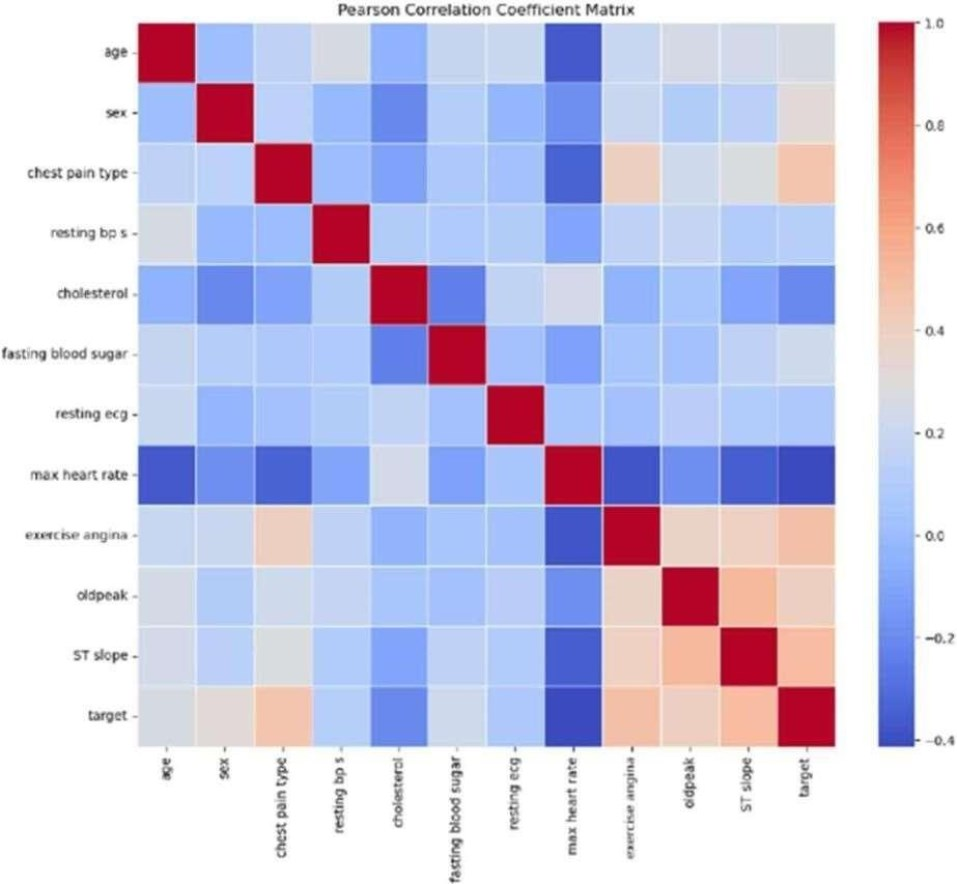 Pearson Correlation Coefficient Matrix
age
sex
chest pain type
resting bp s
cholesterol
fasting blood sugar
resting ecg
max heart rate
exercise angina
oldpeak
ST slope
target
age
sex
chest pain type
resting bp s
cholesterol
fasting blood sugar
resting ecg
max heart rate
exercise angina
oldpeak
ST slope
target
1.0
0.8
0.6
0.4
0.2
0.0
−0.2
−0.4